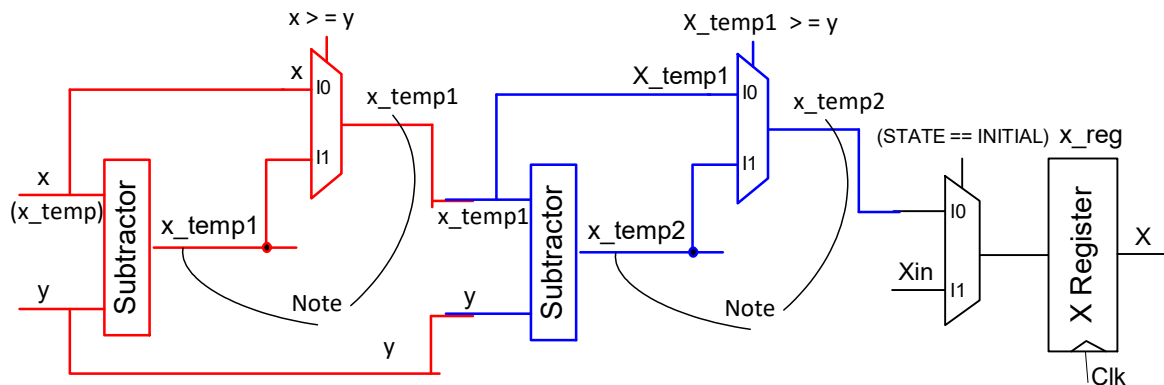 x >= y
X_temp1 >= y
x
I0
x_temp1
X_temp1
I0
x_temp2
(STATE == INITIAL)
x_reg
I1
I1
x
(x_temp)
x_temp1
Subtractor
x_temp1
x_temp2
Subtractor
I0
X
Xin
I1
X Register
y
Note
y
Note
y
Clk